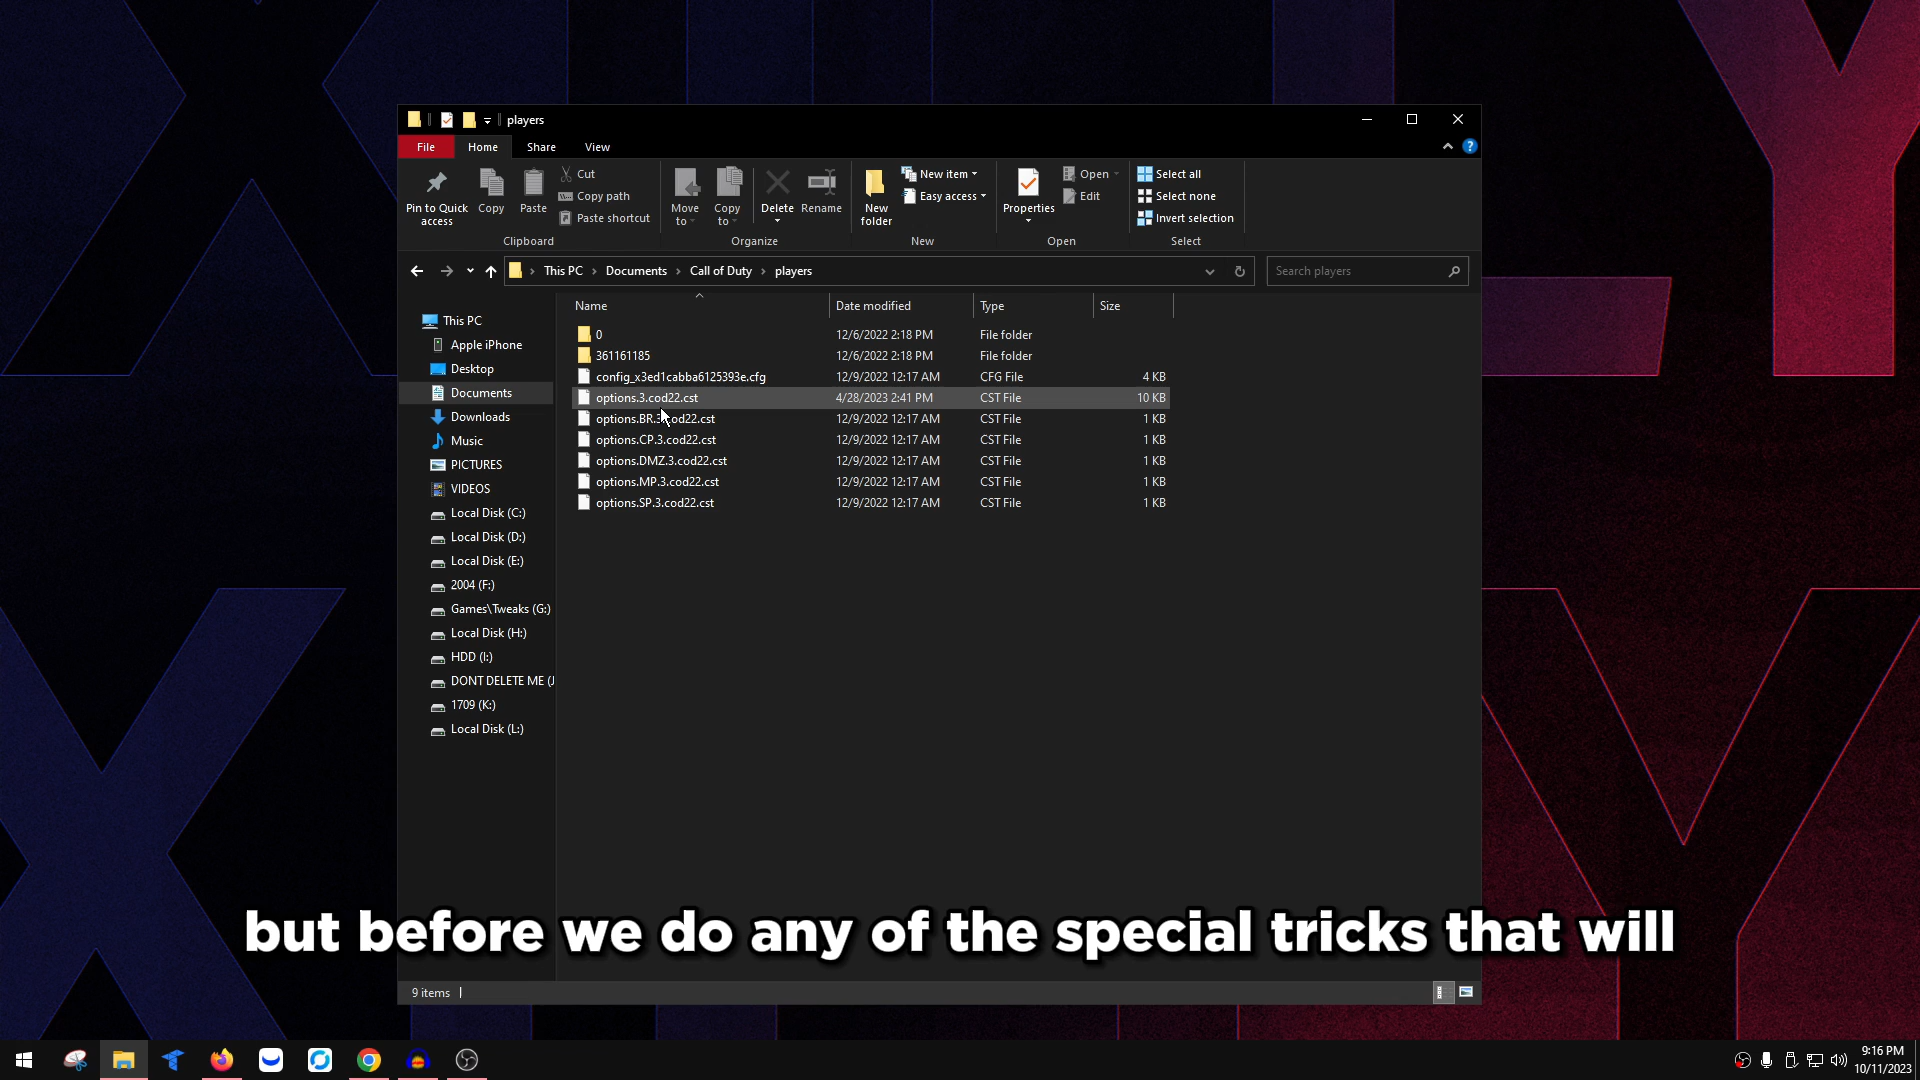 players
File Home Share View
Pin to Quick access
Copy
Paste
Cut
Copy path
Paste shortcut
Clipboard
Move to
Copy to
Delete
Rename
Organize
New folder
New item
Easy access
New
Properties
Open
Edit
Open
Select all
Select none
Invert selection
Select
This PC Documents Call of Duty players
Search players
This PC
Apple iPhone
Desktop
Documents
Downloads
Music
PICTURES
VIDEOS
Local Disk (C:)
Local Disk (D:)
Local Disk (E:)
2004 (F:)
Games\Tweaks (G:)
Local Disk (H:)
HDD (I:)
DONT DELETE ME (J
1709 (K:)
Local Disk (L:)
Name Date modified Type Size
0 12/6/2022 2:18 PM File folder
361161185 12/6/2022 2:18 PM File folder
config_x3ed1cabba6125393e.cfg 12/9/2022 12:17 AM CFG File 4 KB
options.3.cod22.cst 4/28/2023 2:41 PM CST File 10 KB
options.BR.3.cod22.cst 12/9/2022 12:17 AM CST File 1 KB
options.CP.3.cod22.cst 12/9/2022 12:17 AM CST File 1 KB
options.DMZ.3.cod22.cst 12/9/2022 12:17 AM CST File 1 KB
options.MP.3.cod22.cst 12/9/2022 12:17 AM CST File 1 KB
options.SP.3.cod22.cst 12/9/2022 12:17 AM CST File 1 KB
but before we do any of the special tricks that will
9 items
9:16 PM
10/11/2023